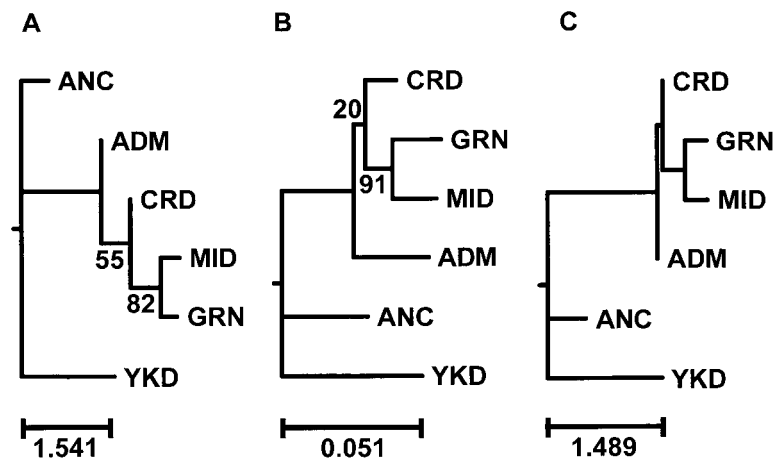 A
ANC
ADM
CRD
55
MID
82
GRN
YKD
1.541
B
20
CRD
GRN
91
MID
ADM
ANC
YKD
0.051
C
CRD
GRN
MID
ADM
ANC
YKD
1.489